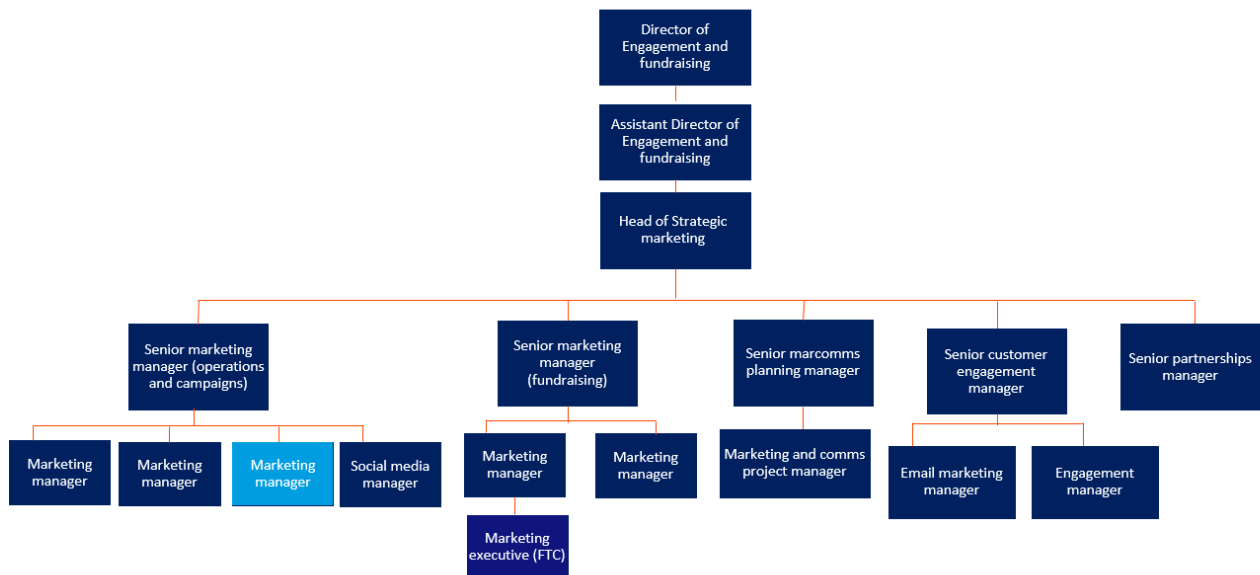 Director of
Engagement and
fundraising
Assistant Director of
Engagement and
fundraising
Head of Strategic
marketing
Senior marketing
manager (operations
and campaigns)
Senior marketing
manager
(fundraising)
Senior marcomms
planning manager
Senior customer
engagement
manager
Senior partnerships
manager
Marketing
manager
Marketing
manager
Marketing
manager
Social media
manager
Marketing
manager
Marketing manager
Marketing and comms
project manager
Email marketing
manager
Engagement
manager
Marketing
executive (FTC)